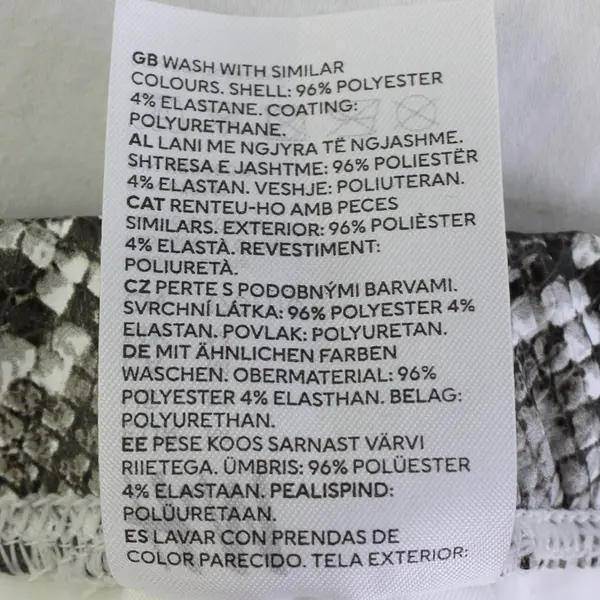 GB WASH WITH SIMILAR
COLOURS. SHELL: 96% POLYESTER
4% ELASTANE. COATING:
POLYURETHANE.
AL LANI ME NGJYRA TË NGJASHME.
SHTRESA E JASHTME: 96% POLIESTËR
4% ELASTAN. VESHJE: POLIUTERAN.
CAT RENTEU-HO AMB PECES
SIMILARS. EXTERIOR: 96% POLIÈSTER
4% ELASTÀ. REVESTIMENT:
POLIURETÀ.
CZ PERTE S PODOBNÝMI BARVAMI.
SVRCHNÍ LÁTKA: 96% POLYESTER 4%
ELASTAN. POVLAK: POLYURETAN.
DE MIT ÄHNLICHEN FARBEN
WASCHEN. OBERMATERIAL: 96%
POLYESTER 4% ELASTHAN. BELAG:
POLYURETHAN.
EE PESE KOOS SARNAST VÄRVI
RIIETEGA. ÜMBRIS: 96% POLÜESTER
4% ELASTAAN. PEALISPIND:
POLÜURETAAN.
ES LAVAR CON PRENDAS DE
COLOR PARECIDO. TELA EXTERIOR: